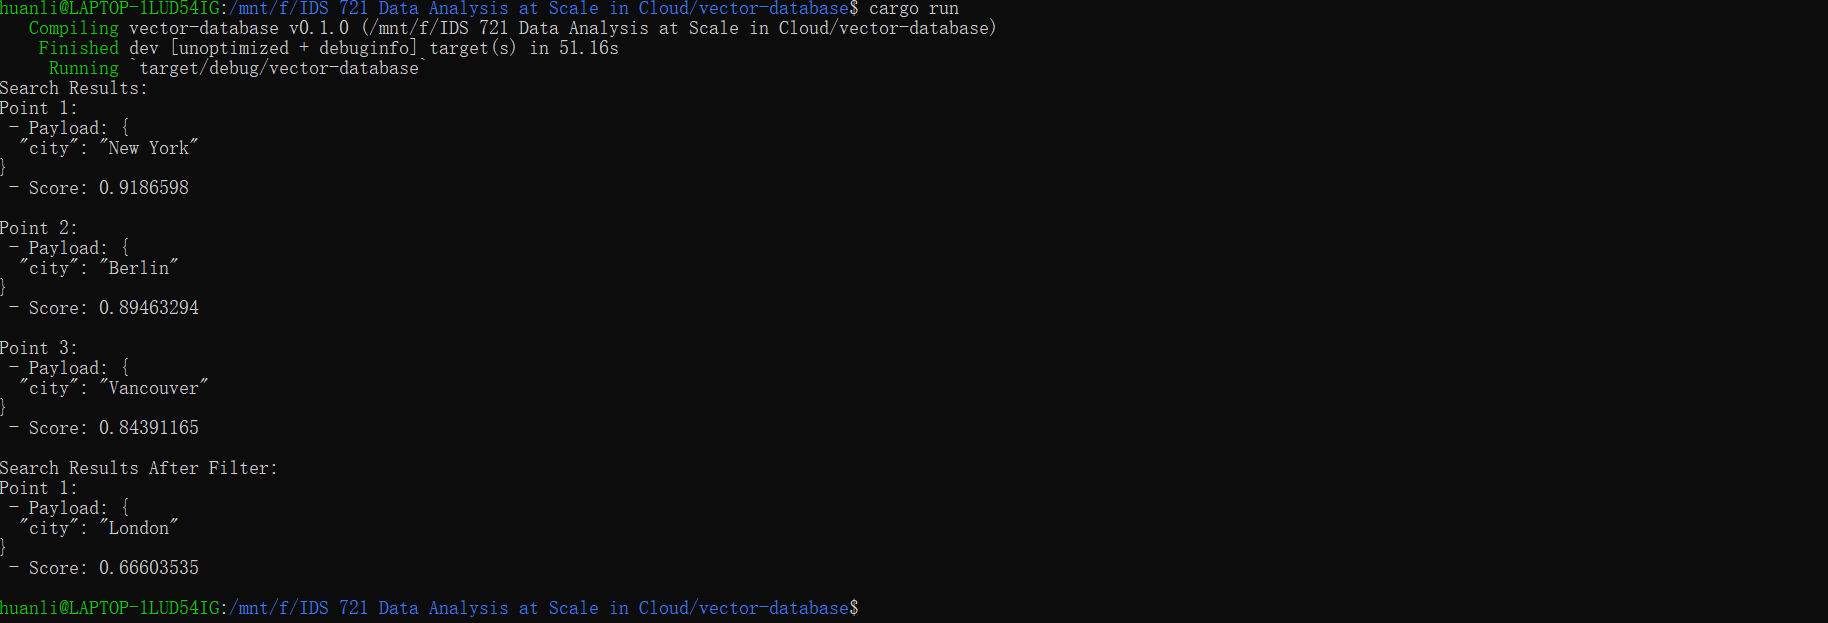 huanli@LAPTOP-1LUD54IG:/mnt/f/IDS 721 Data Analysis at Scale in Cloud/vector-database$ cargo run
   Compiling vector-database v0.1.0 (/mnt/f/IDS 721 Data Analysis at Scale in Cloud/vector-database)
    Finished dev [unoptimized + debuginfo] target(s) in 51.16s
     Running `target/debug/vector-database`
Search Results:
Point 1:
 - Payload: {
  "city": "New York"
}
 - Score: 0.9186598

Point 2:
 - Payload: {
  "city": "Berlin"
}
 - Score: 0.89463294

Point 3:
 - Payload: {
  "city": "Vancouver"
}
 - Score: 0.84391165

Search Results After Filter:
Point 1:
 - Payload: {
  "city": "London"
}
 - Score: 0.66603535

huanli@LAPTOP-1LUD54IG:/mnt/f/IDS 721 Data Analysis at Scale in Cloud/vector-database$